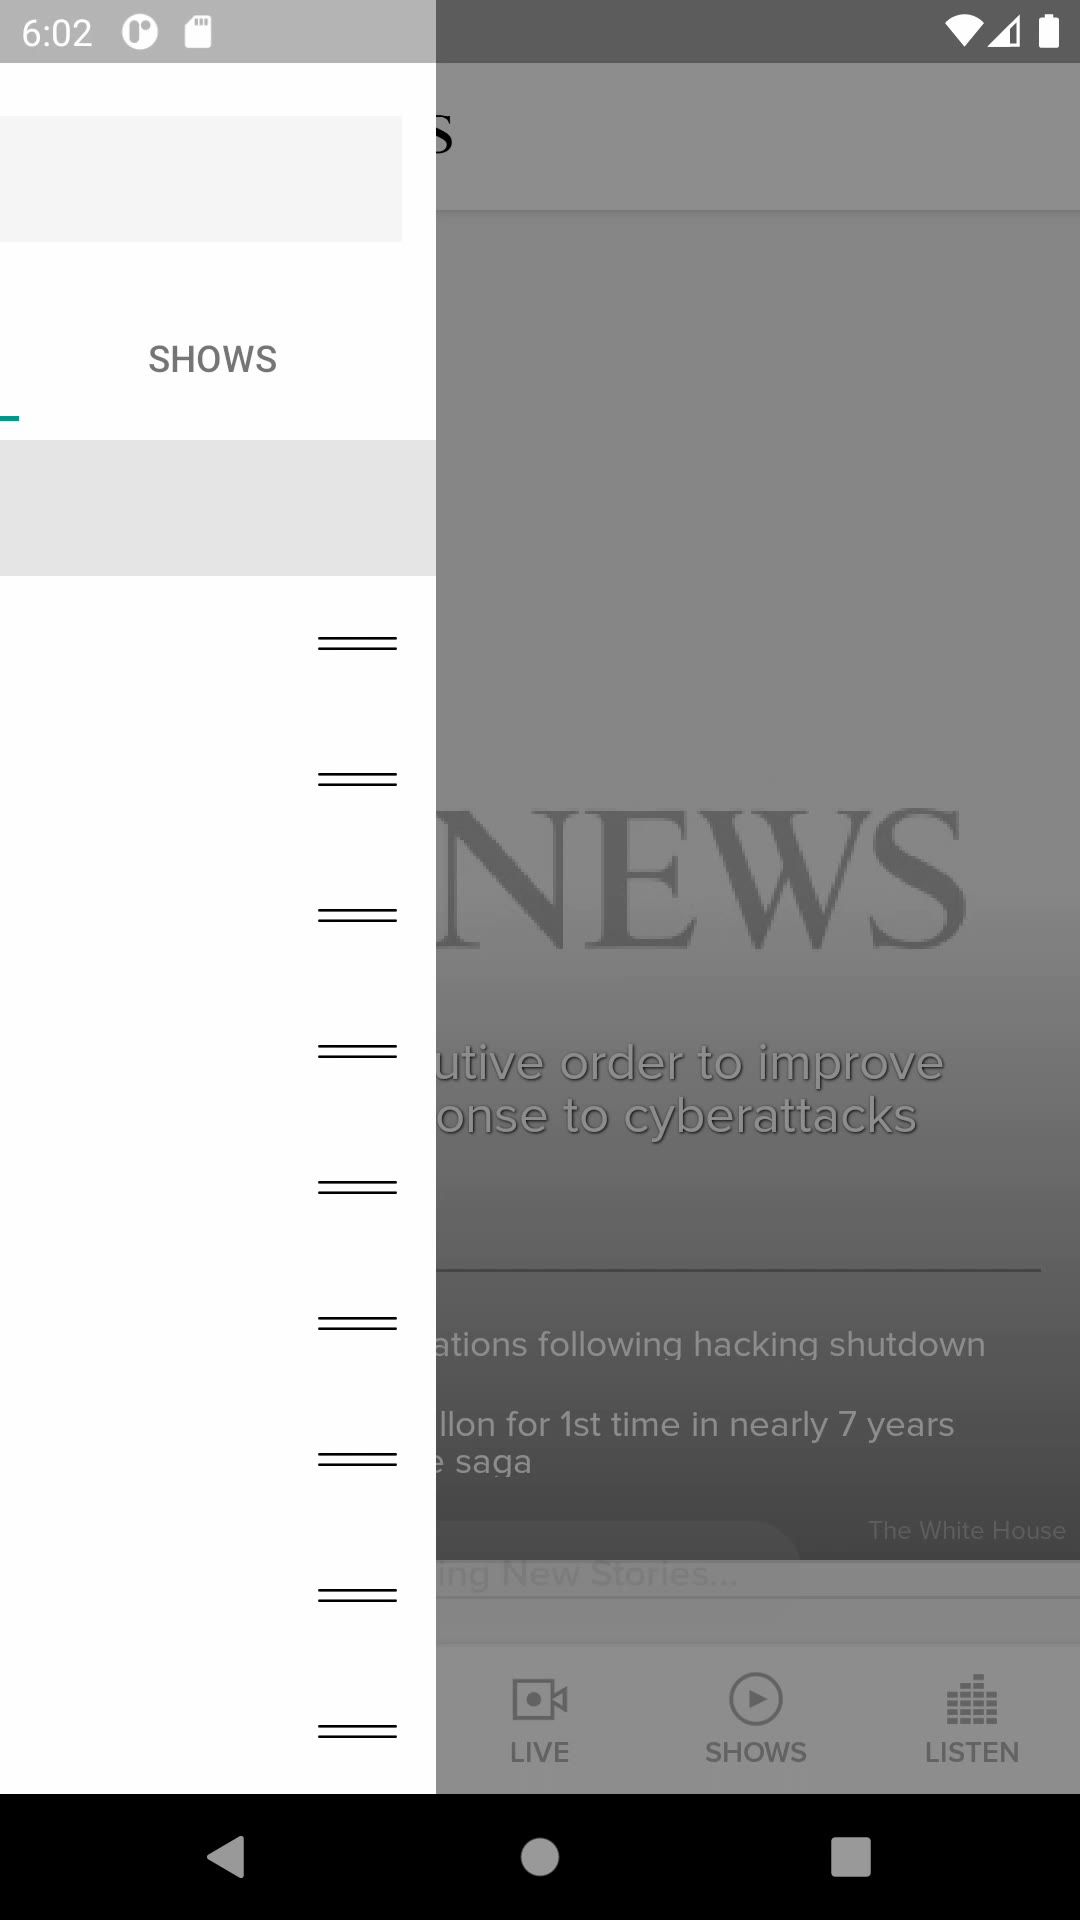 6:02
S
SHOWS
NEWS
utive order to improve
onse to cyberattacks
ations following hacking shutdown
llon for 1st time in nearly 7 years
e saga
The White House
ing New Stories...
LIVE
SHOWS
LISTEN